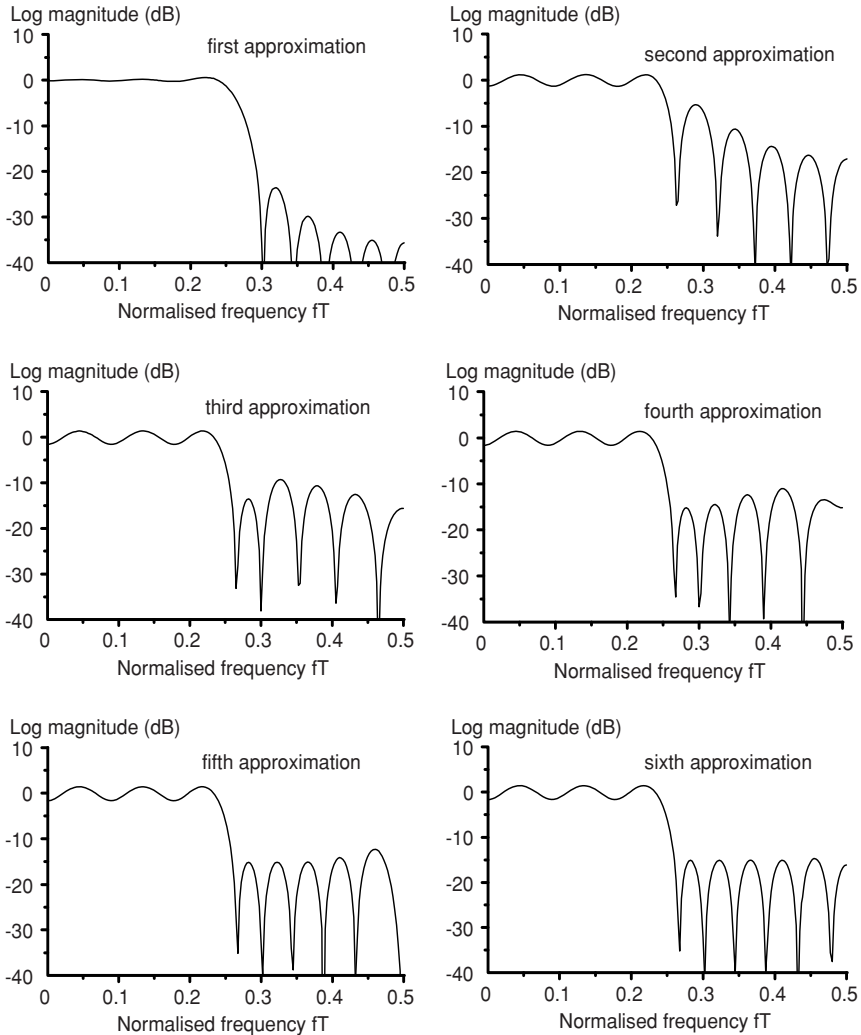 Log magnitude (dB)
first approximation
10
0
-10
-20
-30
-40
0 0.1 0.2 0.3 0.4 0.5
Normalised frequency fT
Log magnitude (dB)
second approximation
10
0
-10
-20
-30
-40
0 0.1 0.2 0.3 0.4 0.5
Normalised frequency fT
Log magnitude (dB)
third approximation
10
0
-10
-20
-30
-40
0 0.1 0.2 0.3 0.4 0.5
Normalised frequency fT
Log magnitude (dB)
fourth approximation
10
0
-10
-20
-30
-40
0 0.1 0.2 0.3 0.4 0.5
Normalised frequency fT
Log magnitude (dB)
fifth approximation
10
0
-10
-20
-30
-40
0 0.1 0.2 0.3 0.4 0.5
Normalised frequency fT
Log magnitude (dB)
sixth approximation
10
0
-10
-20
-30
-40
0 0.1 0.2 0.3 0.4 0.5
Normalised frequency fT